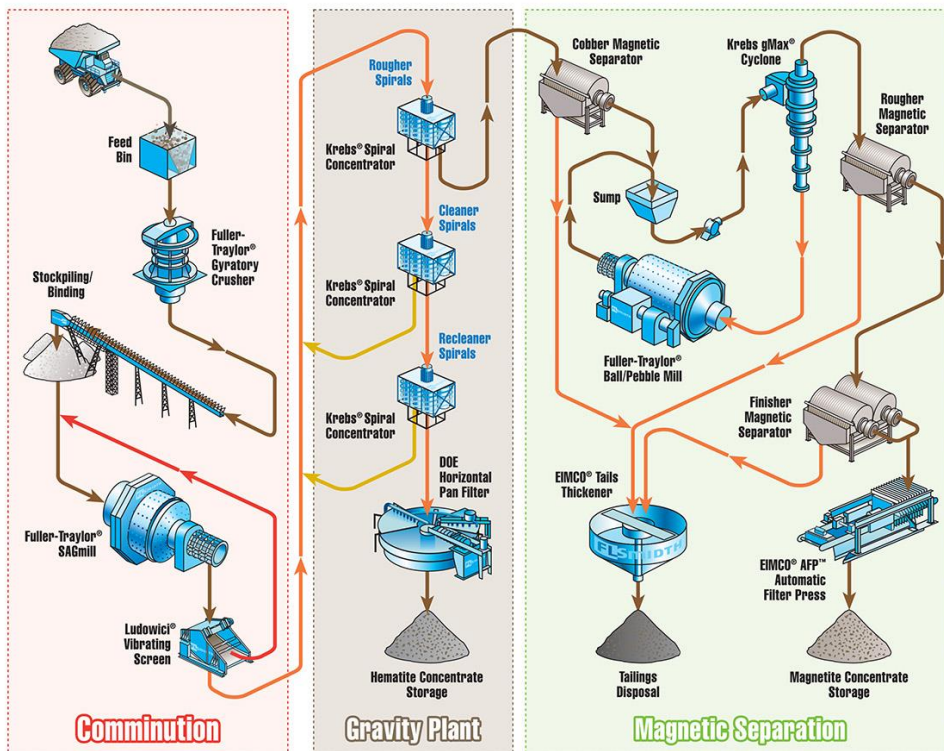 Feed
Bin
Fuller-
Traylor®
Gyratory
Crusher
Stockpiling/
Binding
Fuller-Traylor®
SAGmill
Ludowici®
Vibrating
Screen
Comminution
Rougher
Spirals
Krebs® Spiral
Concentrator
Cleaner
Spirals
Krebs® Spiral
Concentrator
Recleaner
Spirals
Krebs® Spiral
Concentrator
DOE
Horizontal
Pan Filter
Hematite Concentrate
Storage
Gravity Plant
Cobber Magnetic
Separator
Krebs gMax®
Cyclone
Rougher
Magnetic
Separator
Sump
Fuller-Traylor®
Ball/Pebble Mill
Finisher
Magnetic
Separator
EIMCO® Tails
Thickener
FLSMIDTH
EIMCO® AFP™
Automatic
Filter Press
Tailings
Disposal
Magnetite Concentrate
Storage
Magnetic Separation